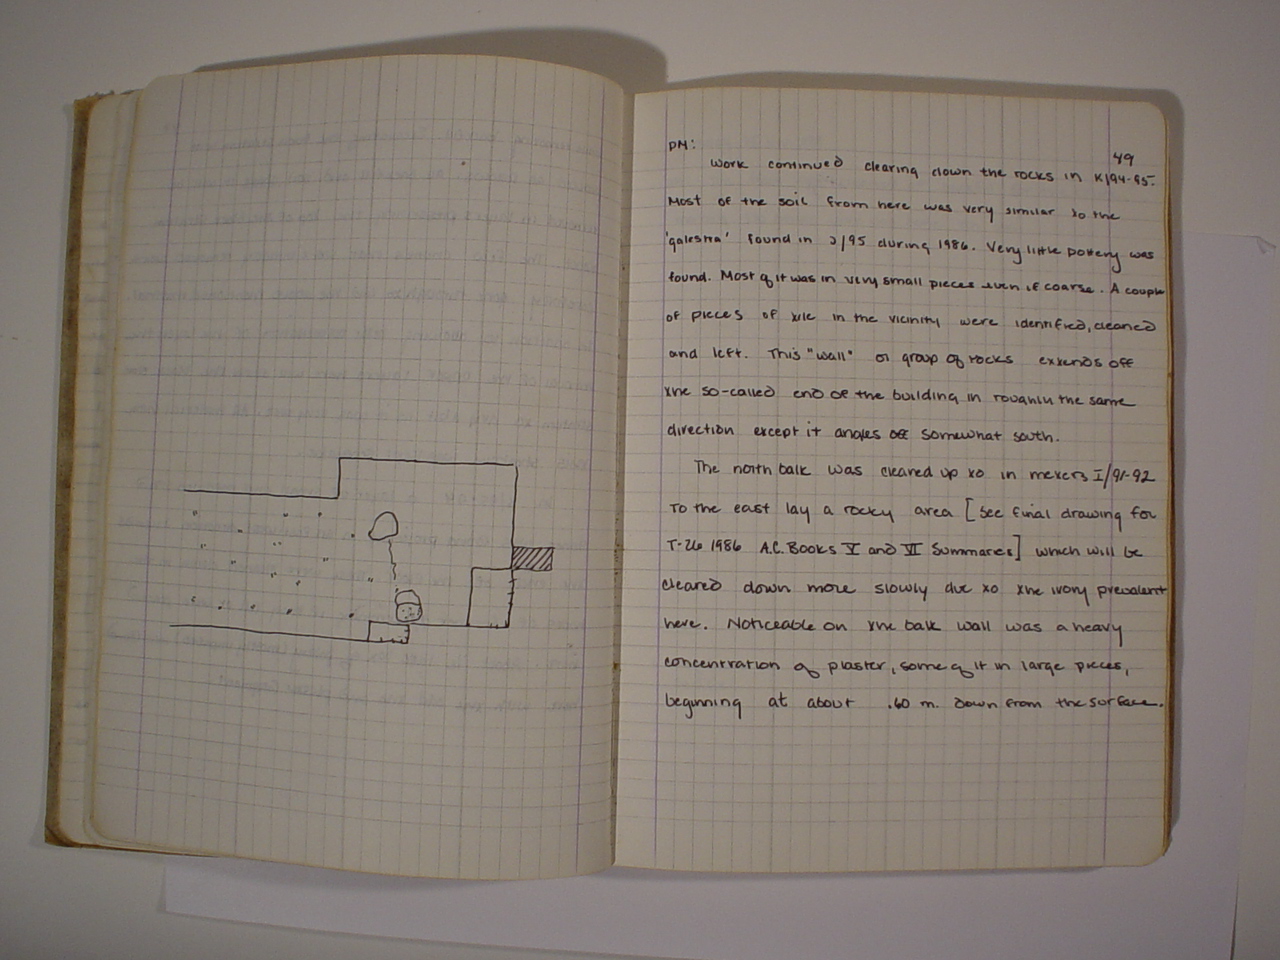 49
PM:
Work continued clearing down the rocks in K/94-95.
Most of the soil from here was very similar to the
'galestra' found in J/95 during 1986. Very little pottery was
found. Most of it was in very small pieces even if coarse. A couple
of pieces of tile in the vicinity were identified, cleaned
and left. This "wall" or group of rocks extends off
the so-called end of the building in roughly the same
direction except it angles off somewhat south.
The north balk was cleared up to in meters I/91-92
To the east lay a rocky area [See final drawing for
T-26 1986 A.C. Books V and VI Summaries] which will be
cleared down more slowly due to the ivory prevalent
here. Noticeable on the balk wall was a heavy
concentration of plaster, some of it in large pieces,
beginning at about .60 m. down from the surface.